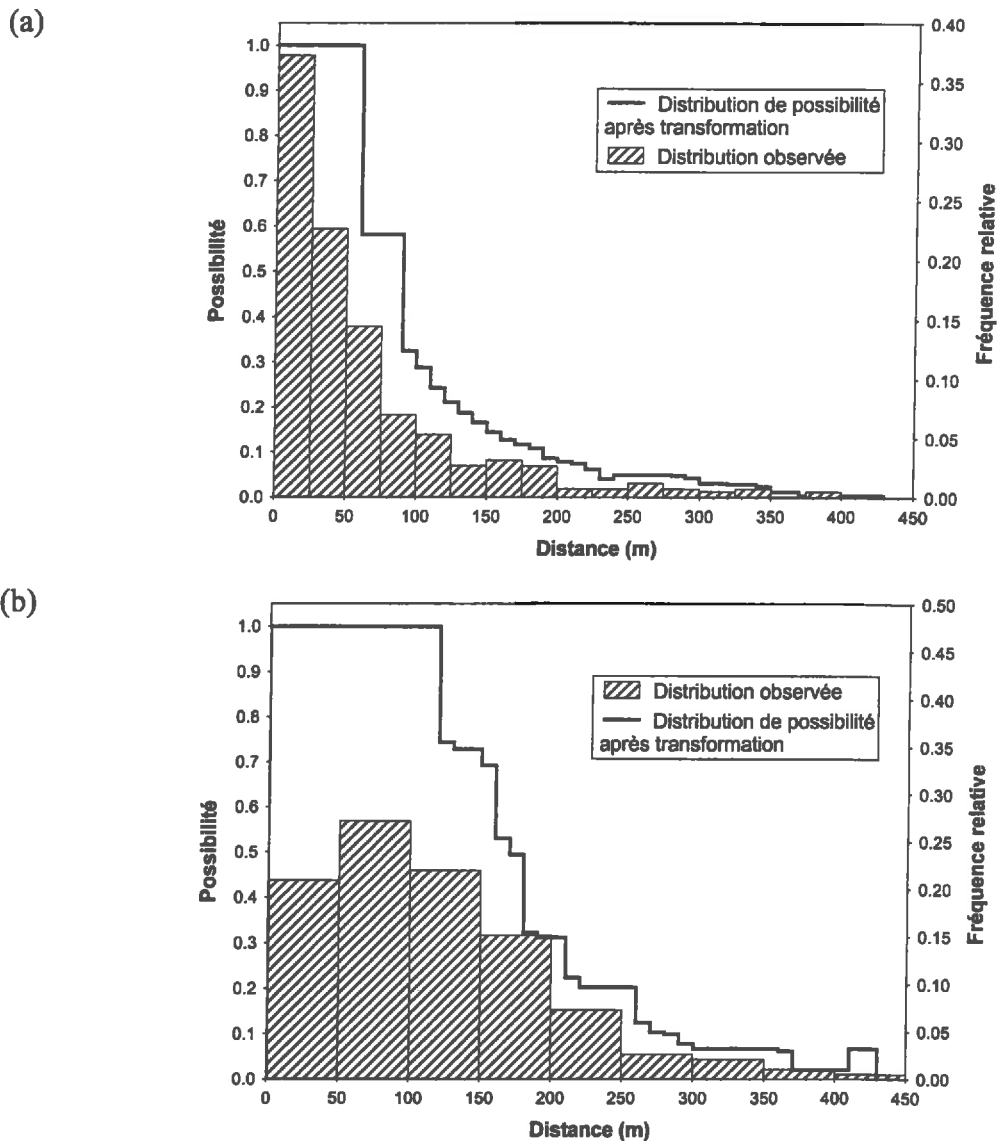 (a)
1.0
0.9
0.8
0.7
0.6
0.5
0.4
0.3
0.2
0.1
0.0
Possibilité
0.40
0.35
0.30
0.25
0.20
0.15
0.10
0.05
0.00
Fréquence relative
Distribution de possibilité
après transformation
Distribution observée
0 50 100 150 200 250 300 350 400 450
Distance (m)
(b)
1.0
0.9
0.8
0.7
0.6
0.5
0.4
0.3
0.2
0.1
0.0
Possibilité
0.50
0.45
0.40
0.35
0.30
0.25
0.20
0.15
0.10
0.05
0.00
Fréquence relative
Distribution observée
Distribution de possibilité
après transformation
0 50 100 150 200 250 300 350 400 450
Distance (m)